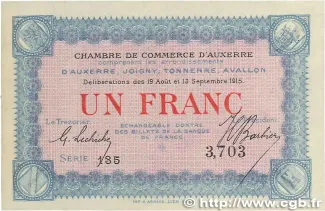 CHAMBRE DE COMMERCE D'AUXERRE
comprenant les arrondissements
D'AUXERRE, JOIGNY, TONNERRE, AVALLON
Délibérations des 19 Août et 13 Septembre 1915.
UN FRANC
Le Trésorier ÉCHANGEABLE CONTRE Président
DES BILLETS DE LA BANQUE
DE FRANCE
SÉRIE 135 3,703
www.cgb.fr